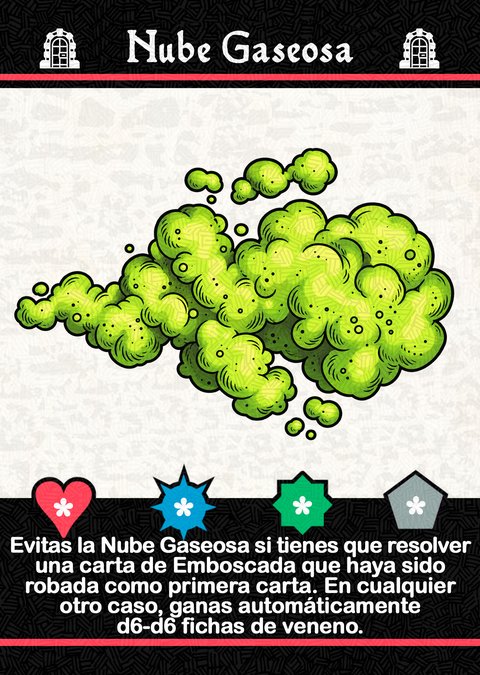 Nube Gaseosa
* * * *
Evitas la Nube Gaseosa si tienes que resolver
una carta de Emboscada que haya sido
robada como primera carta. En cualquier
otro caso, ganas automáticamente
d6-d6 fichas de veneno.